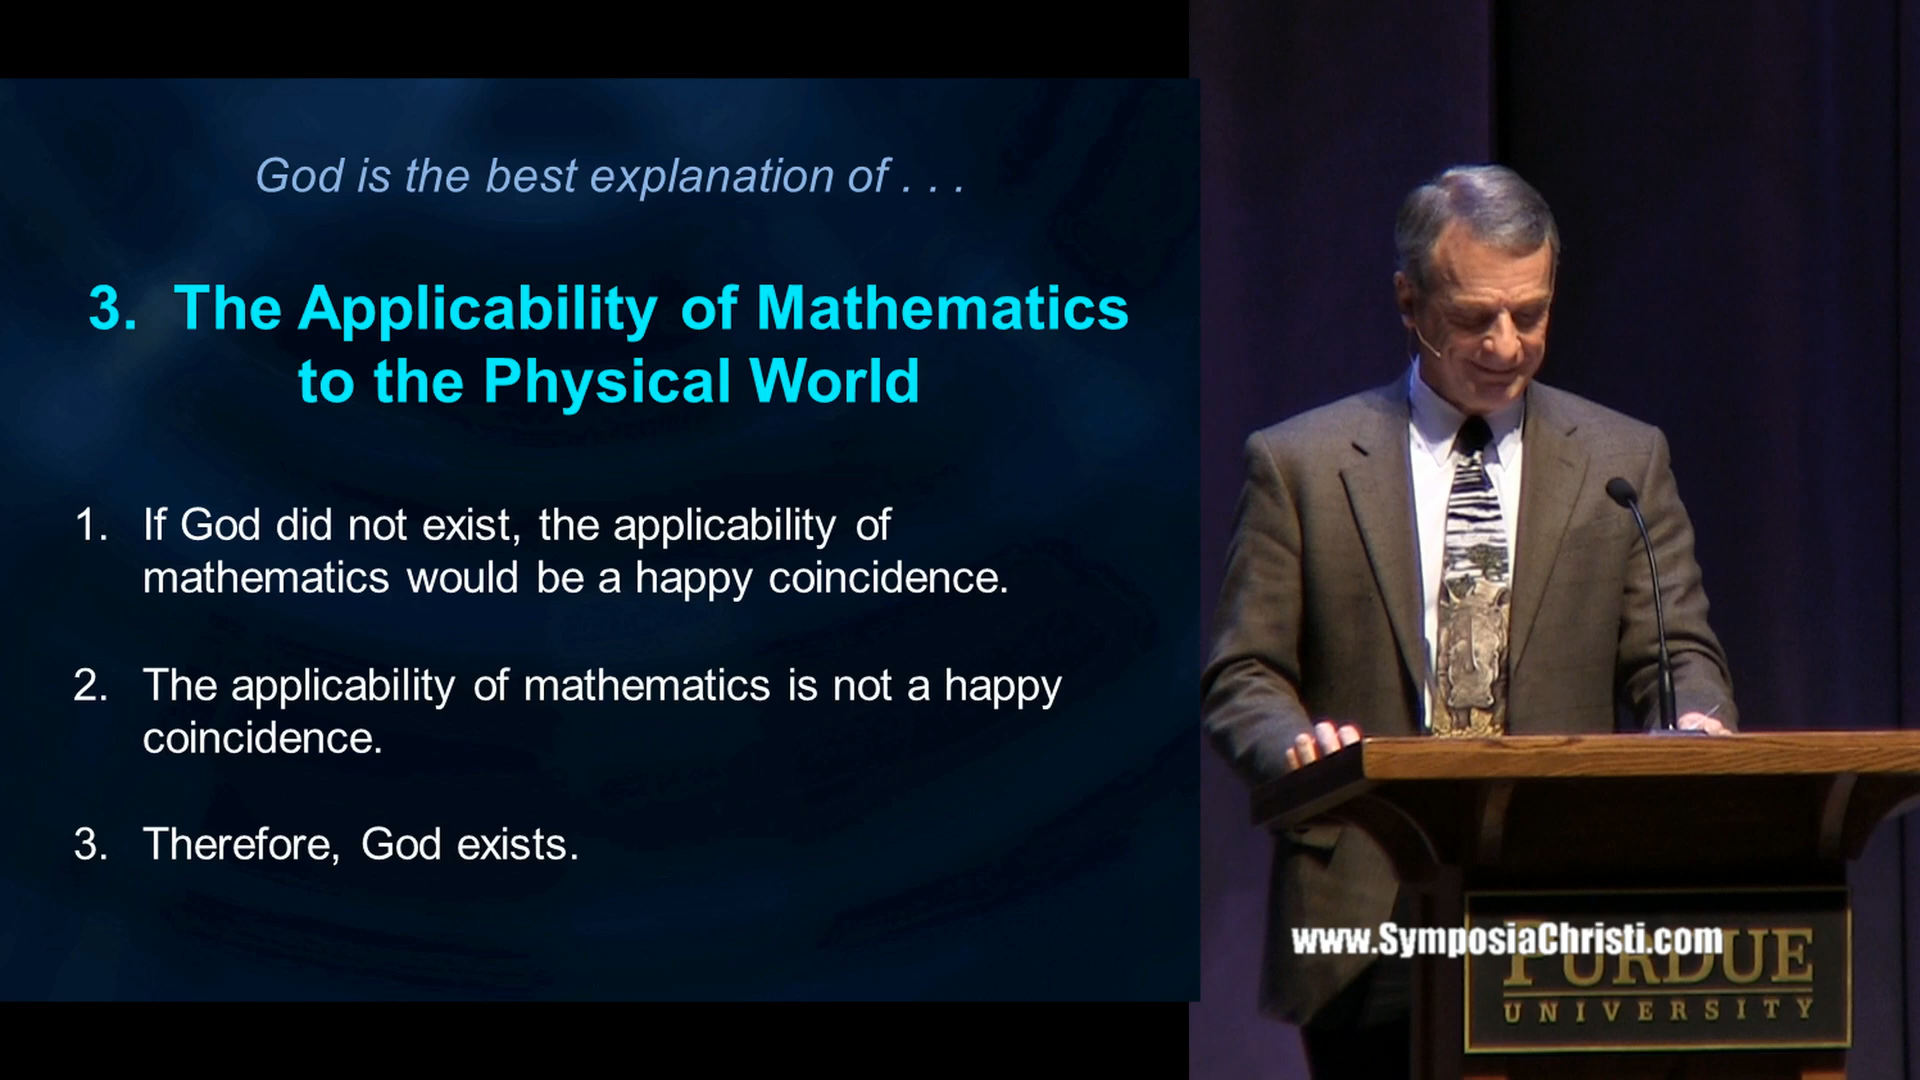 God is the best explanation of . . .
3. The Applicability of Mathematics
to the Physical World
1. If God did not exist, the applicability of
mathematics would be a happy coincidence.
2. The applicability of mathematics is not a happy
coincidence.
3. Therefore, God exists.
www.SymposiaChristi.com
PURDUE
UNIVERSITY